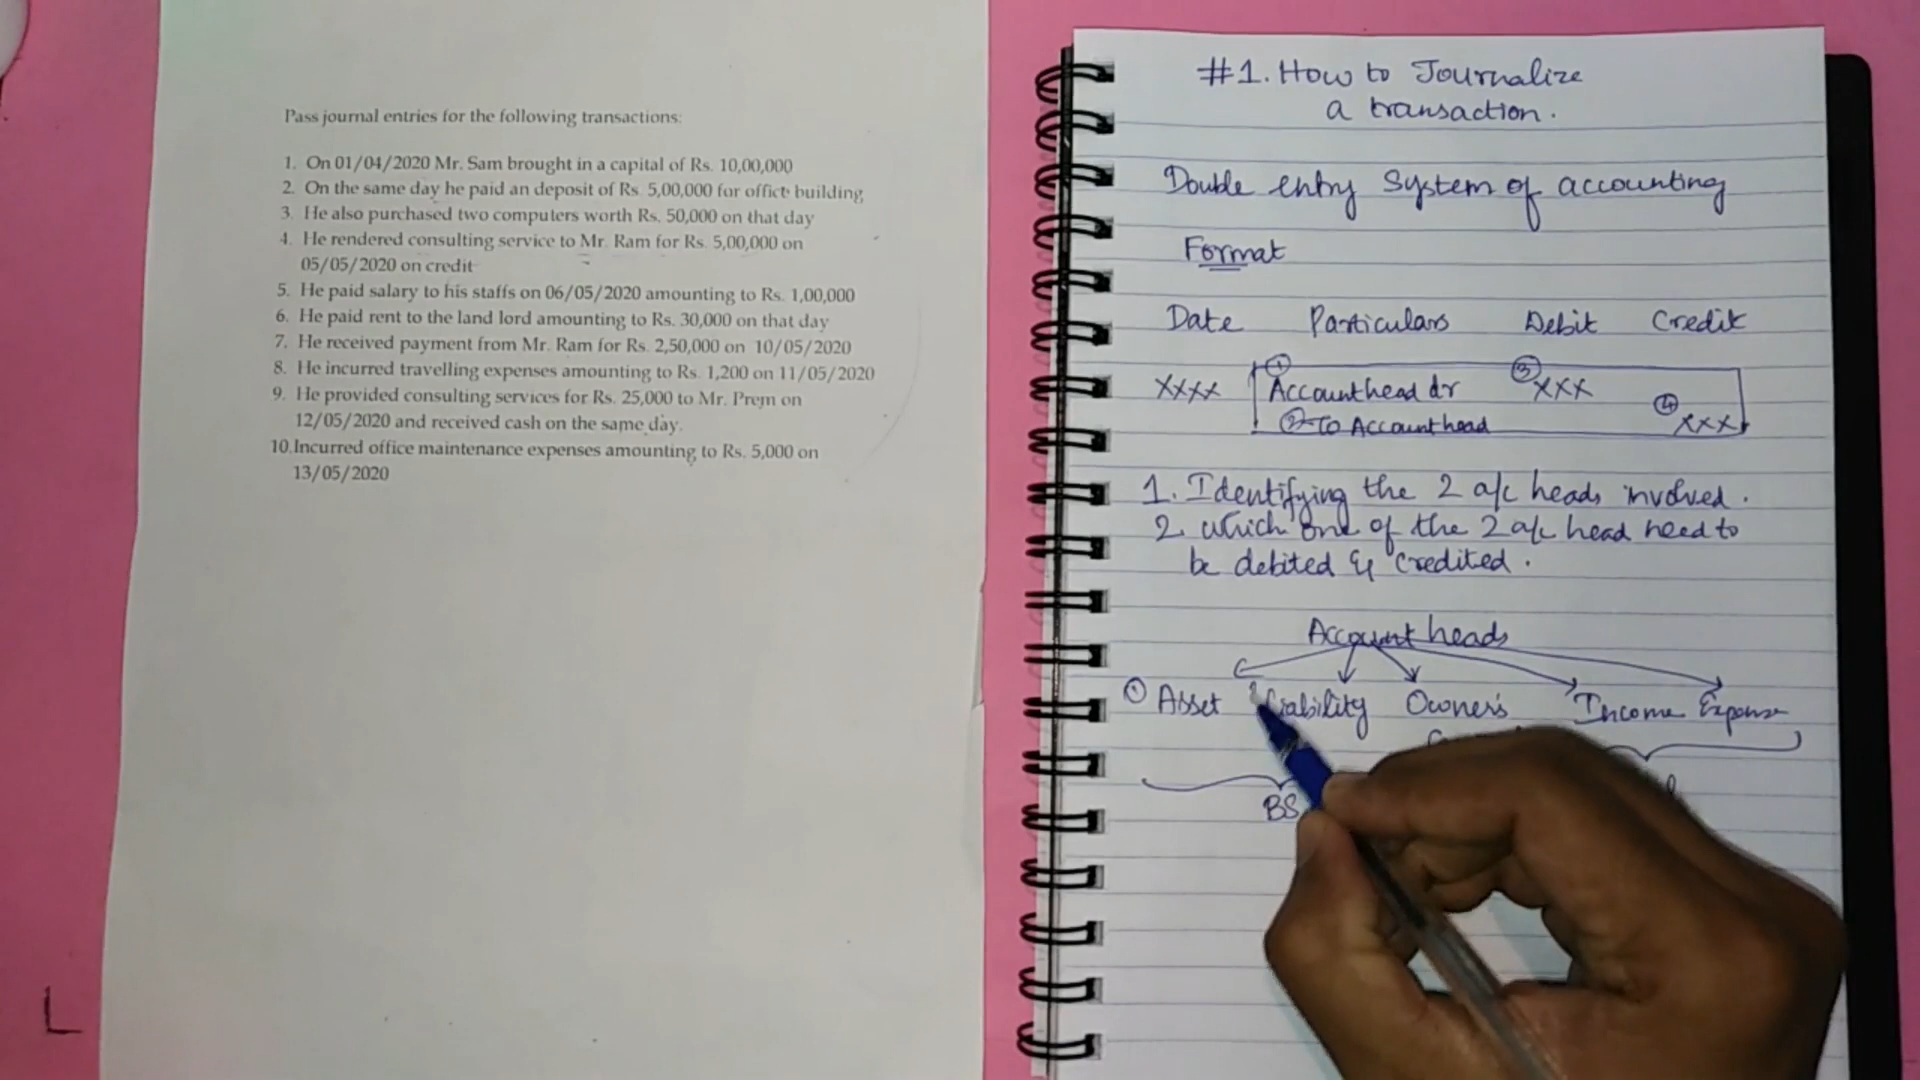 Pass journal entries for the following transactions:
1. On 01/04/2020 Mr. Sam brought in a capital of Rs. 10,00,000
2. On the same day he paid an deposit of Rs. 5,00,000 for office building
3. He also purchased two computers worth Rs. 50,000 on that day
4. He rendered consulting service to Mr. Ram for Rs. 5,00,000 on
05/05/2020 on credit
5. He paid salary to his staffs on 06/05/2020 amounting to Rs. 1,00,000
6. He paid rent to the land lord amounting to Rs. 30,000 on that day
7. He received payment from Mr. Ram for Rs. 2,50,000 on 10/05/2020
8. He incurred travelling expenses amounting to Rs. 1,200 on 11/05/2020
9. He provided consulting services for Rs. 25,000 to Mr. Prem on
12/05/2020 and received cash on the same day.
10.Incurred office maintenance expenses amounting to Rs. 5,000 on
13/05/2020
#1. How to Journalize
a transaction.
Double entry System of accounting
Format
Date Particulars Debit Credit
XXXX ① Account head dr ③ XXX
② To Account head ④ XXX
1. Identifying the 2 a/c heads involved.
2. which one of the 2 a/c head need to
be debited & credited.
Account heads
① Asset Liability Owner's Income Expense
BS